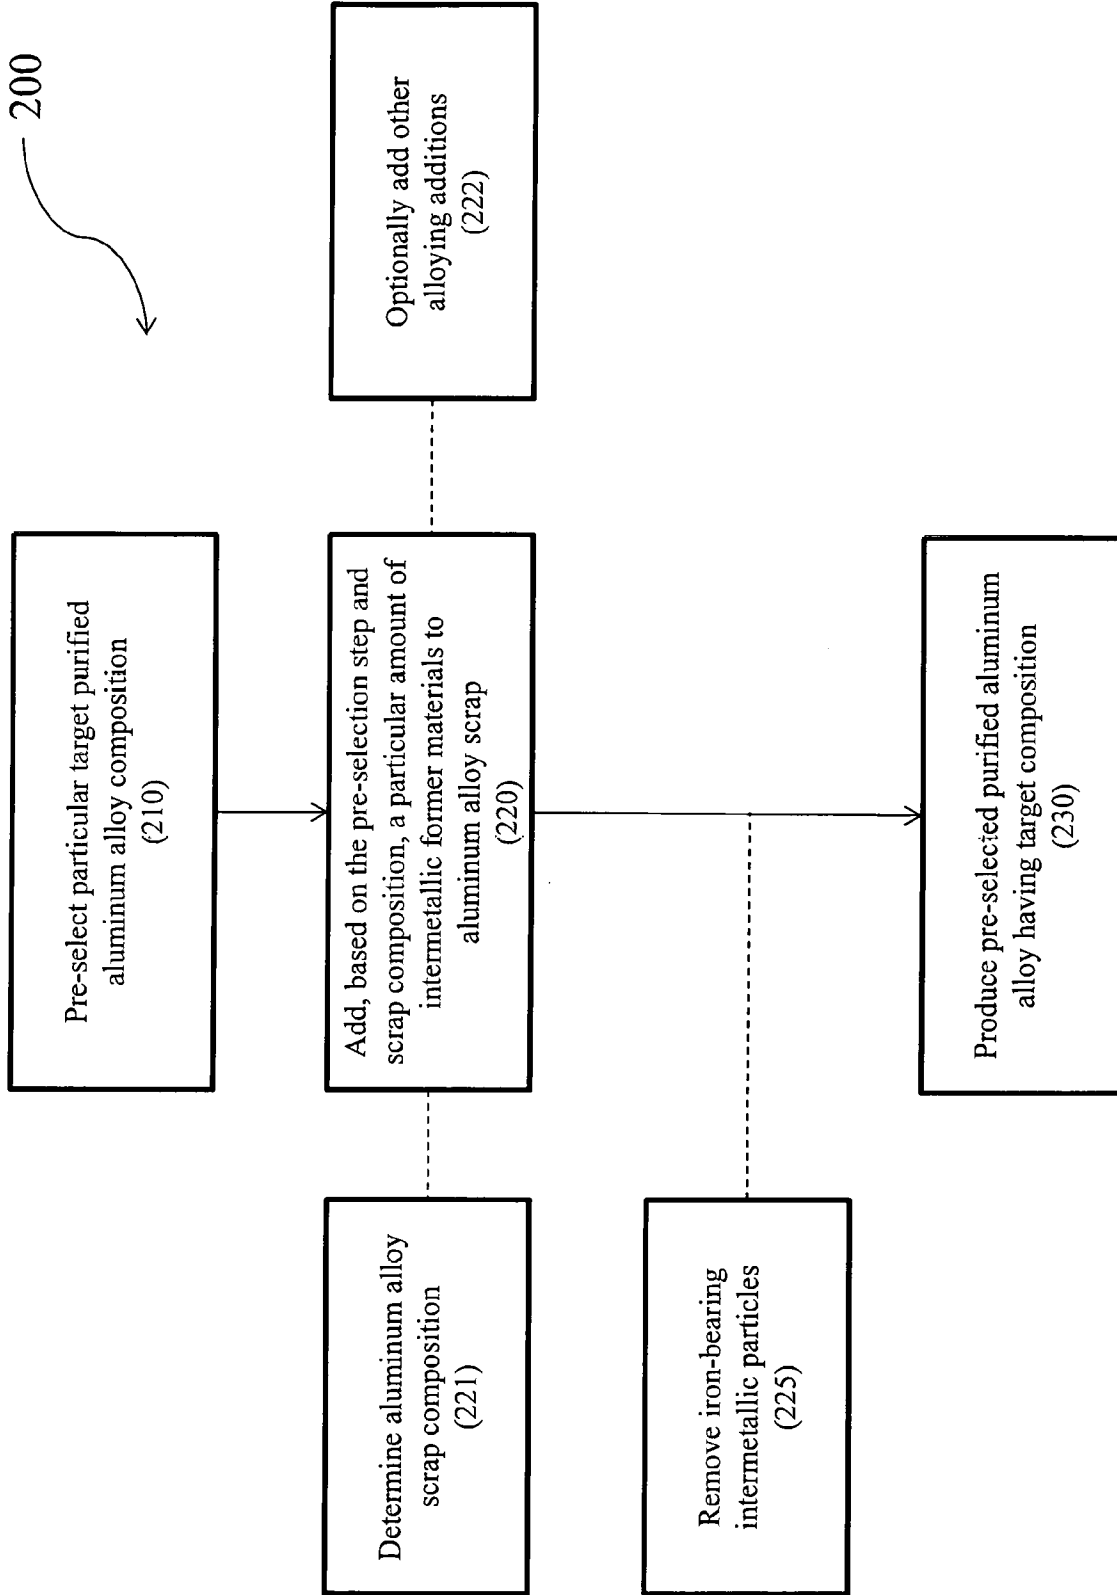 200
Pre-select particular target purified
aluminum alloy composition
(210)
Determine aluminum alloy
scrap composition
(221)
Add, based on the pre-selection step and
scrap composition, a particular amount of
intermetallic former materials to
aluminum alloy scrap
(220)
Optionally add other
alloying additions
(222)
Remove iron-bearing
intermetallic particles
(225)
Produce pre-selected purified aluminum
alloy having target composition
(230)